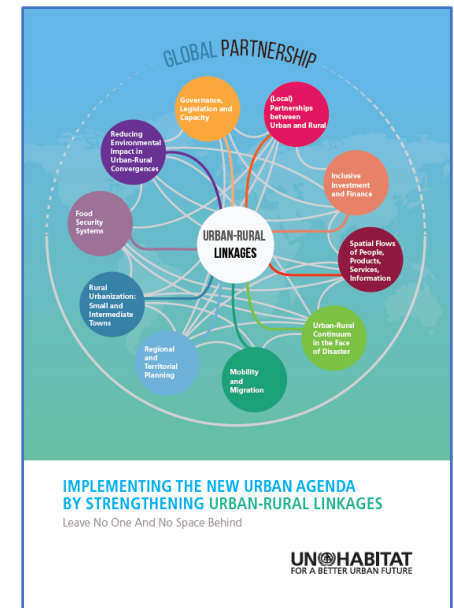 GLOBAL PARTNERSHIP
Governance,
Legislation and
Capacity
(Local)
Partnerships
between
Urban and Rural
Reducing
Environmental
Impact in
Urban-Rural
Convergences
Inclusive
Investment
and Finance
Food
Security
Systems
URBAN-RURAL
LINKAGES
Spatial Flows
of People,
Products,
Services,
Information
Rural
Urbanization:
Small and
Intermediate
Towns
Urban-Rural
Continuum
in the Face
of Disaster
Regional
and
Territorial
Planning
Mobility
and
Migration
IMPLEMENTING THE NEW URBAN AGENDA
BY STRENGTHENING URBAN-RURAL LINKAGES
Leave No One And No Space Behind
UN HABITAT
FOR A BETTER URBAN FUTURE